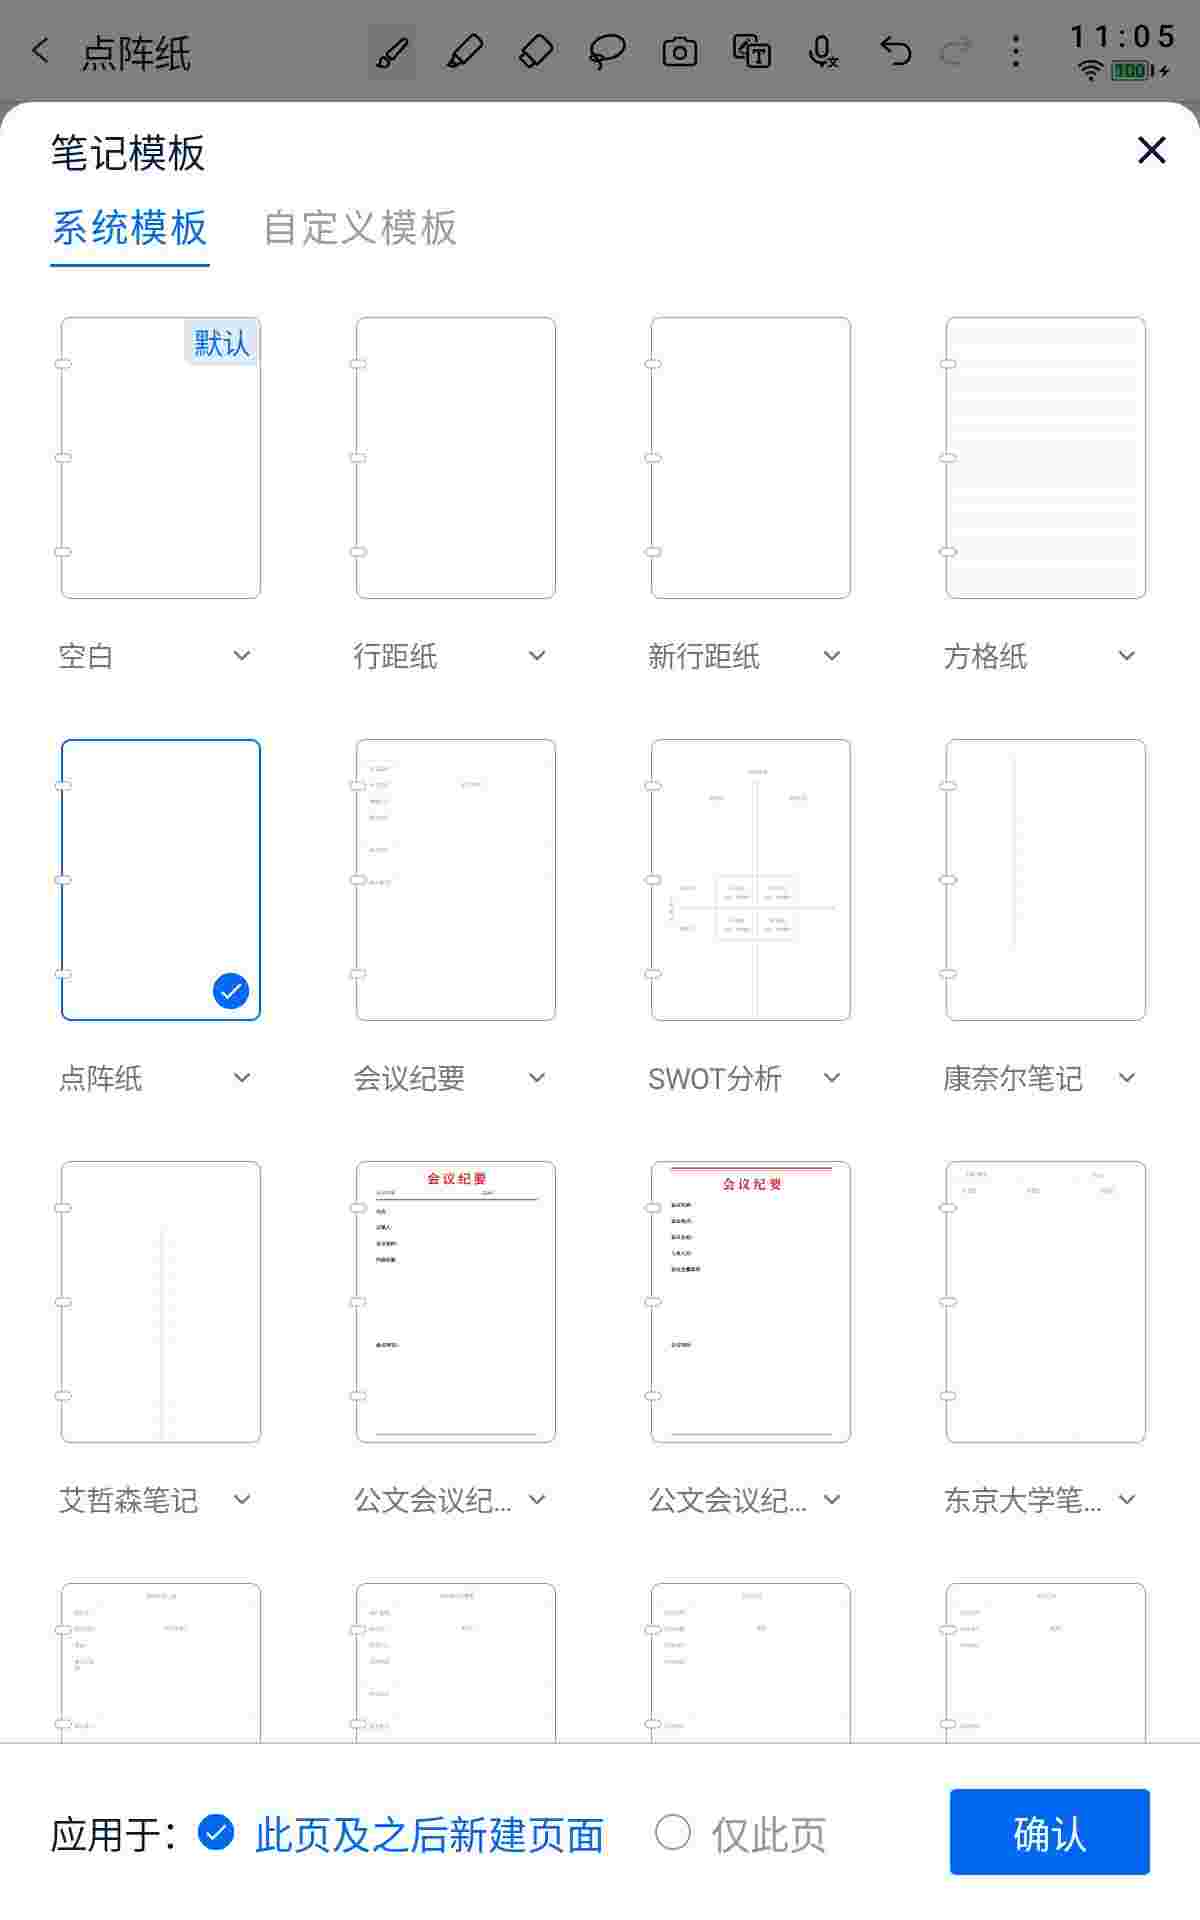 点阵纸
11:05
100
笔记模板
系统模板 自定义模板
默认
空白 行距纸 新行距纸 方格纸
点阵纸 会议纪要 SWOT分析 康奈尔笔记
会议纪要 会议纪要
艾哲森笔记 公文会议纪... 公文会议纪... 东京大学笔...
应用于： 此页及之后新建页面 仅此页 确认